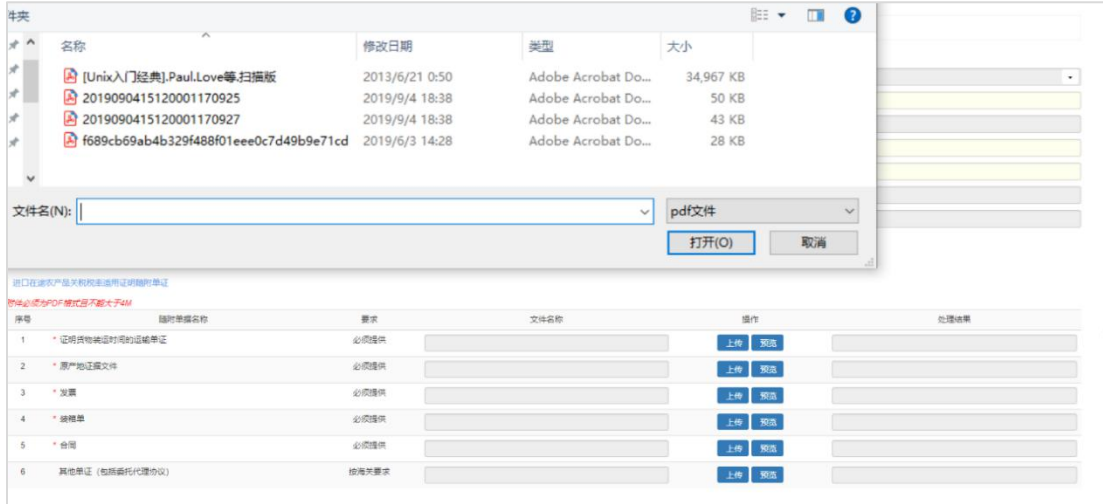 件夹
名称 修改日期 类型 大小
[Unix入门经典].Paul.Love等.扫描版 2013/6/21 0:50 Adobe Acrobat Do... 34,967 KB
2019090415120001170925 2019/9/4 18:38 Adobe Acrobat Do... 50 KB
2019090415120001170927 2019/9/4 18:38 Adobe Acrobat Do... 43 KB
f689cb69ab4b329f488f01eee0c7d49b9e71cd 2019/6/3 14:28 Adobe Acrobat Do... 28 KB
文件名(N): pdf文件
打开(O) 取消
进口在途农产品关税税率适用证明随附单证
附件必须为PDF格式且不能大于4M
序号 随附单据名称 要求 文件名称 操作 处理结果
1 * 证明货物装运时间的运输单证 必须提供 上传 预览
2 * 原产地证据文件 必须提供 上传 预览
3 * 发票 必须提供 上传 预览
4 * 装箱单 必须提供 上传 预览
5 * 合同 必须提供 上传 预览
6 其他单证（包括委托代理协议） 按海关要求 上传 预览